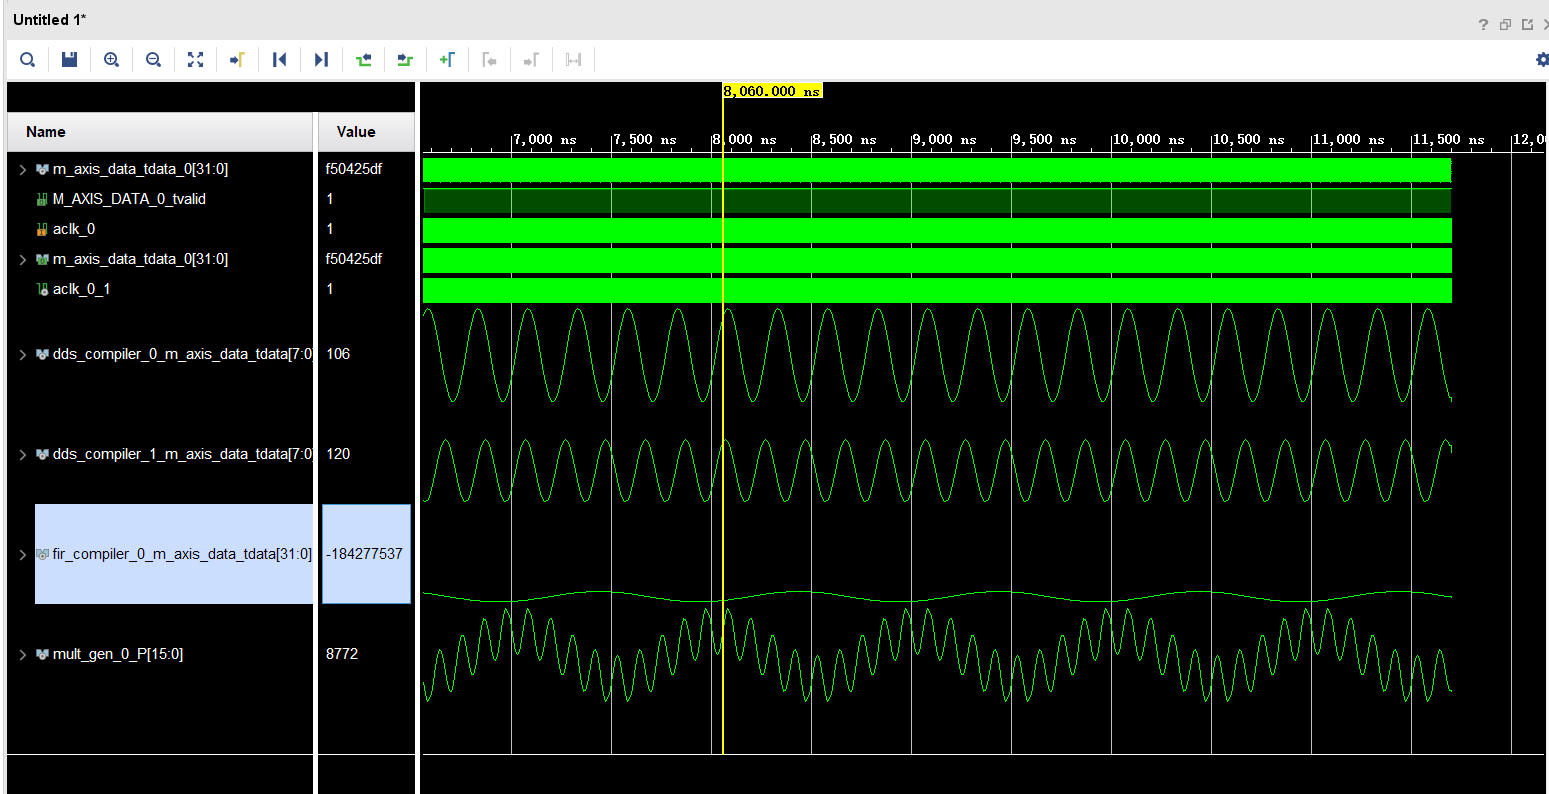 Untitled 1*
?
8,060.000 ns
Name Value
7,000 ns 7,500 ns 8,000 ns 8,500 ns 9,000 ns 9,500 ns 10,000 ns 10,500 ns 11,000 ns 11,500 ns 12,0
m_axis_data_tdata_0[31:0] f50425df
M_AXIS_DATA_0_tvalid 1
aclk_0 1
m_axis_data_tdata_0[31:0] f50425df
aclk_0_1 1
dds_compiler_0_m_axis_data_tdata[7:0 106
dds_compiler_1_m_axis_data_tdata[7:0 120
fir_compiler_0_m_axis_data_tdata[31:0] -184277537
mult_gen_0_P[15:0] 8772